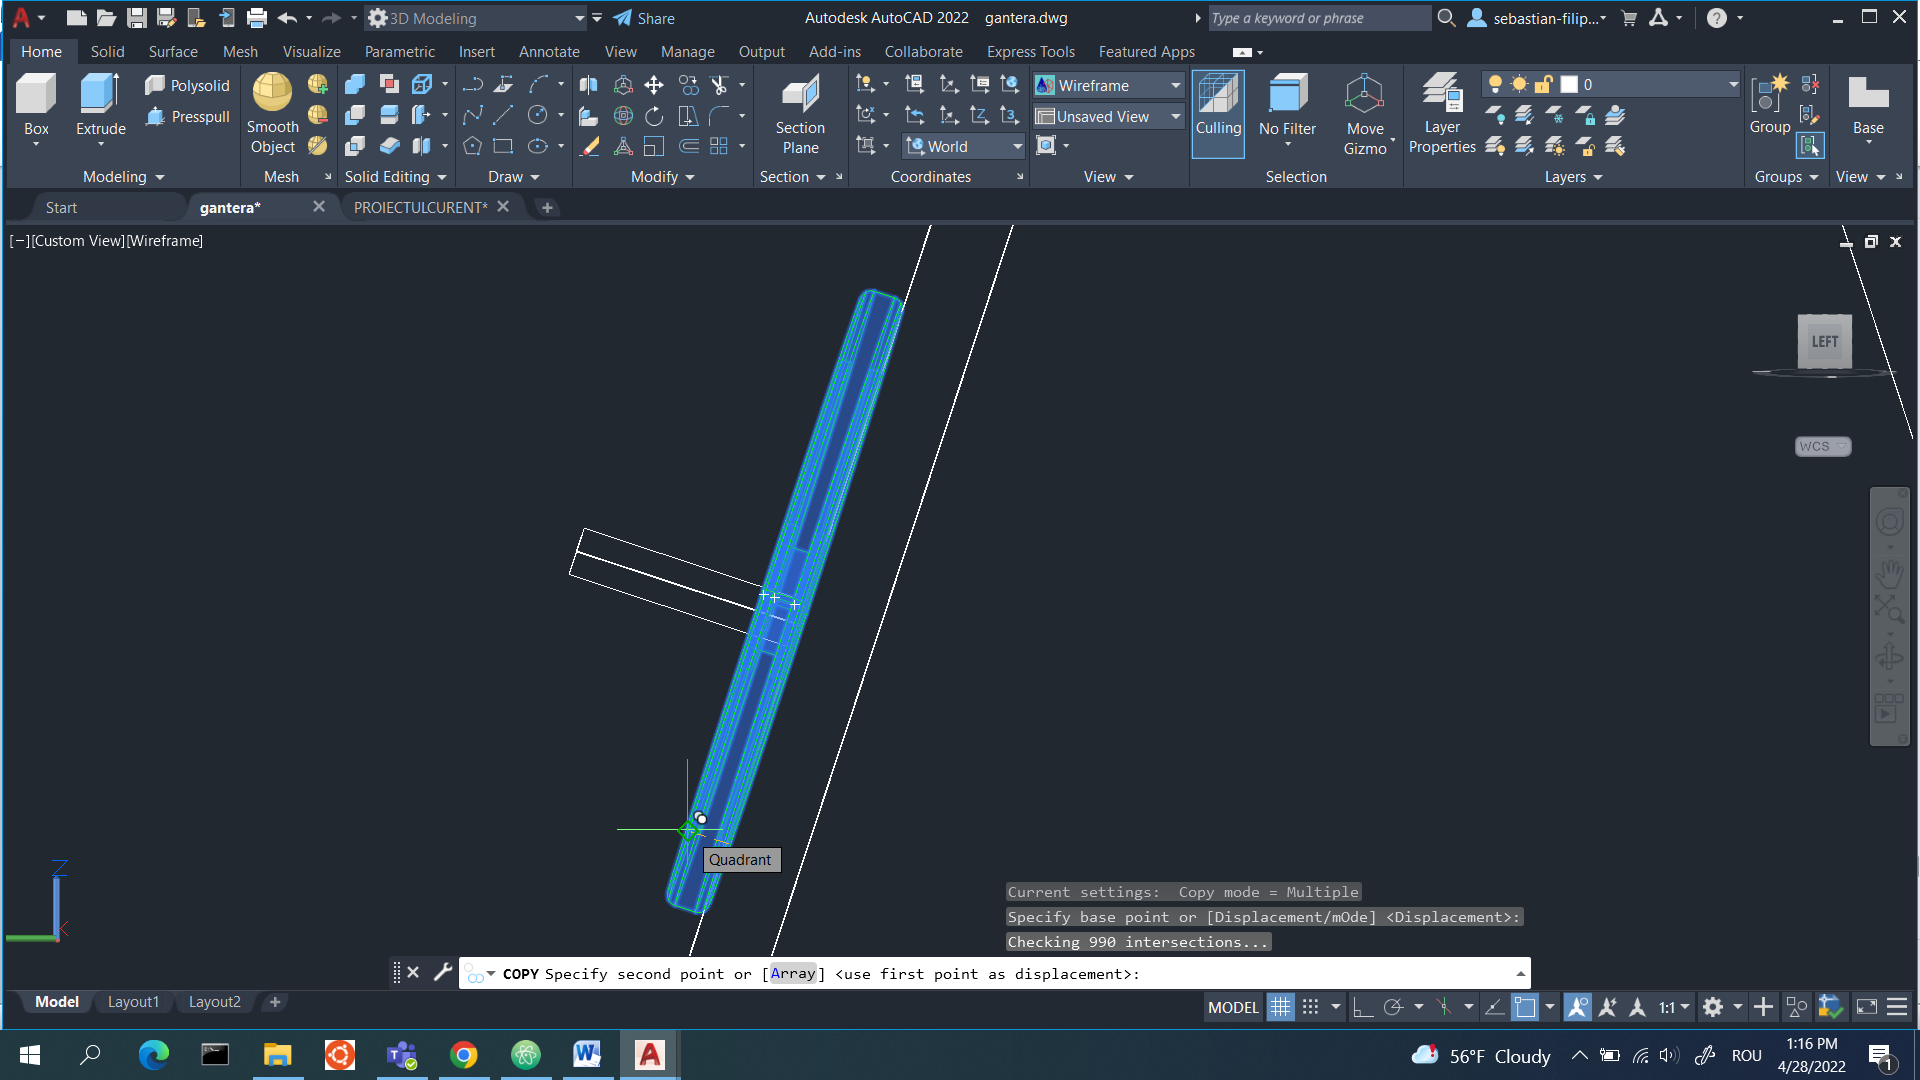 3D Modeling
Share
Autodesk AutoCAD 2022 gantera.dwg
Type a keyword or phrase
sebastian-filip...
Home Solid Surface Mesh Visualize Parametric Insert Annotate View Manage Output Add-ins Collaborate Express Tools Featured Apps
Box
Extrude
Polysolid
Presspull
Modeling
Smooth
Object
Mesh
Solid Editing
Draw
Modify
Section
Plane
Section
World
Coordinates
Wireframe
Unsaved View
View
Culling
No Filter
Move
Gizmo
Selection
Layer
Properties
0
Layers
Group
Groups
Base
View
Start
gantera*
PROIECTULCURENT*
[−][Custom View][Wireframe]
LEFT
WCS
Quadrant
Z
Current settings: Copy mode = Multiple
Specify base point or [Displacement/mOde] <Displacement>:
Checking 990 intersections...
COPY Specify second point or [Array] <use first point as displacement>:
Model Layout1 Layout2
MODEL
1:1
56°F Cloudy
ROU
1:16 PM
4/28/2022
1